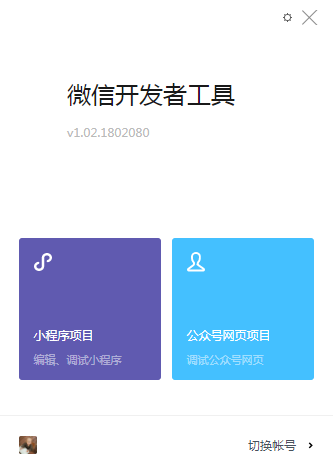 微信开发者工具
v1.02.1802080
小程序项目
编辑、调试小程序
公众号网页项目
调试公众号网页
切换帐号